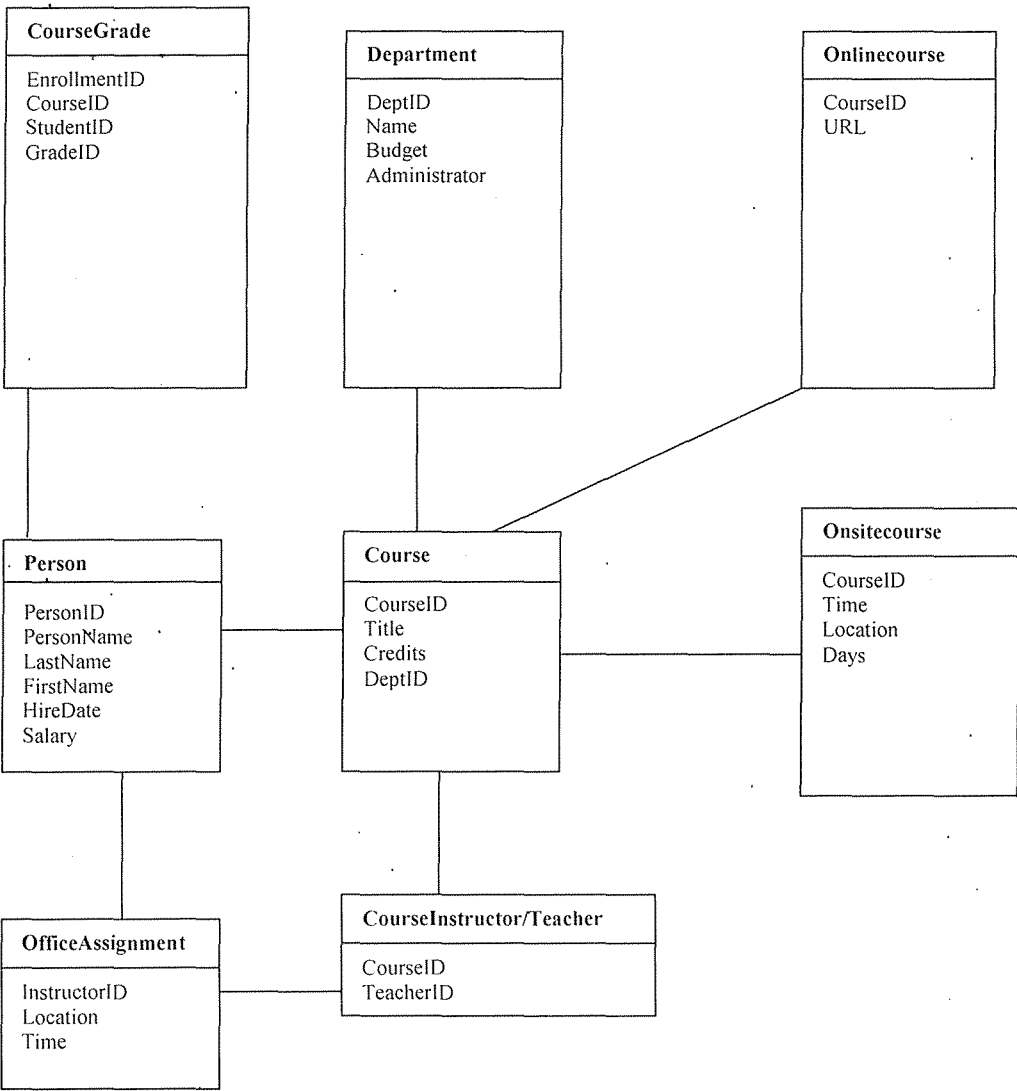 CourseGrade
EnrollmentID
CourseID
StudentID
GradeID
Department
DeptID
Name
Budget
Administrator
Onlinecourse
CourseID
URL
Person
PersonID
PersonName
LastName
FirstName
HireDate
Salary
Course
CourseID
Title
Credits
DeptID
Onsitecourse
CourseID
Time
Location
Days
OfficeAssignment
InstructorID
Location
Time
CourseInstructor/Teacher
CourseID
TeacherID